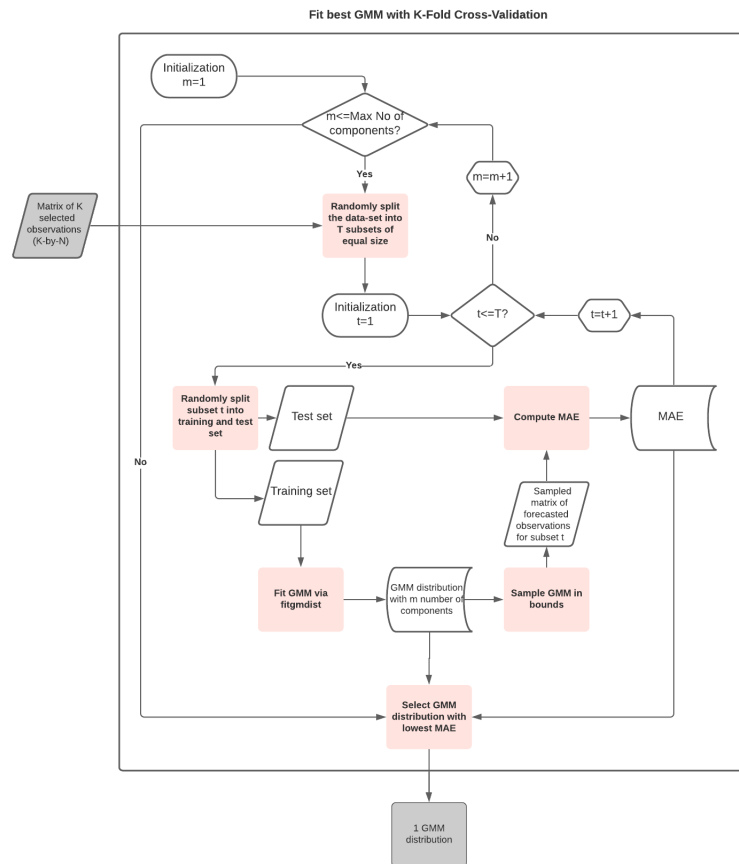 Fit best GMM with K-Fold Cross-Validation
Initialization
m=1
m<=Max No of
components?
Yes
m=m+1
Matrix of K
selected
observations
(K-by-N)
Randomly split
the data-set into
T subsets of
equal size
No
Initialization
t=1
t<=T?
t=t+1
Yes
Randomly split
subset t into
training and test
set
Test set
Compute MAE
MAE
No
Training set
Sampled
matrix of
forecasted
observations
for subset t
Fit GMM via
fitgmdist
GMM distribution
with m number of
components
Sample GMM in
bounds
Select GMM
distribution with
lowest MAE
1 GMM
distribution